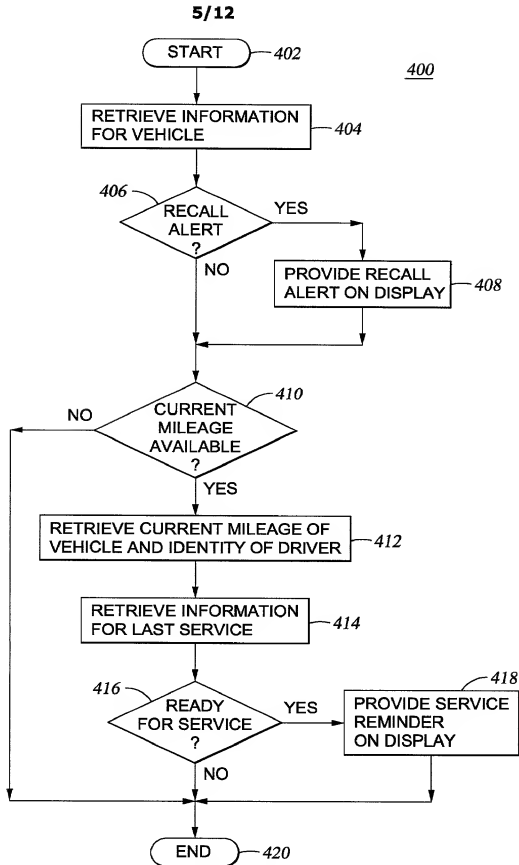 5/12
START
402
400
RETRIEVE INFORMATION
FOR VEHICLE
404
406
RECALL
ALERT
?
YES
NO
PROVIDE RECALL
ALERT ON DISPLAY
408
410
NO
CURRENT
MILEAGE
AVAILABLE
?
YES
RETRIEVE CURRENT MILEAGE OF
VEHICLE AND IDENTITY OF DRIVER
412
RETRIEVE INFORMATION
FOR LAST SERVICE
414
416
READY
FOR SERVICE
?
YES
NO
418
PROVIDE SERVICE
REMINDER
ON DISPLAY
END
420